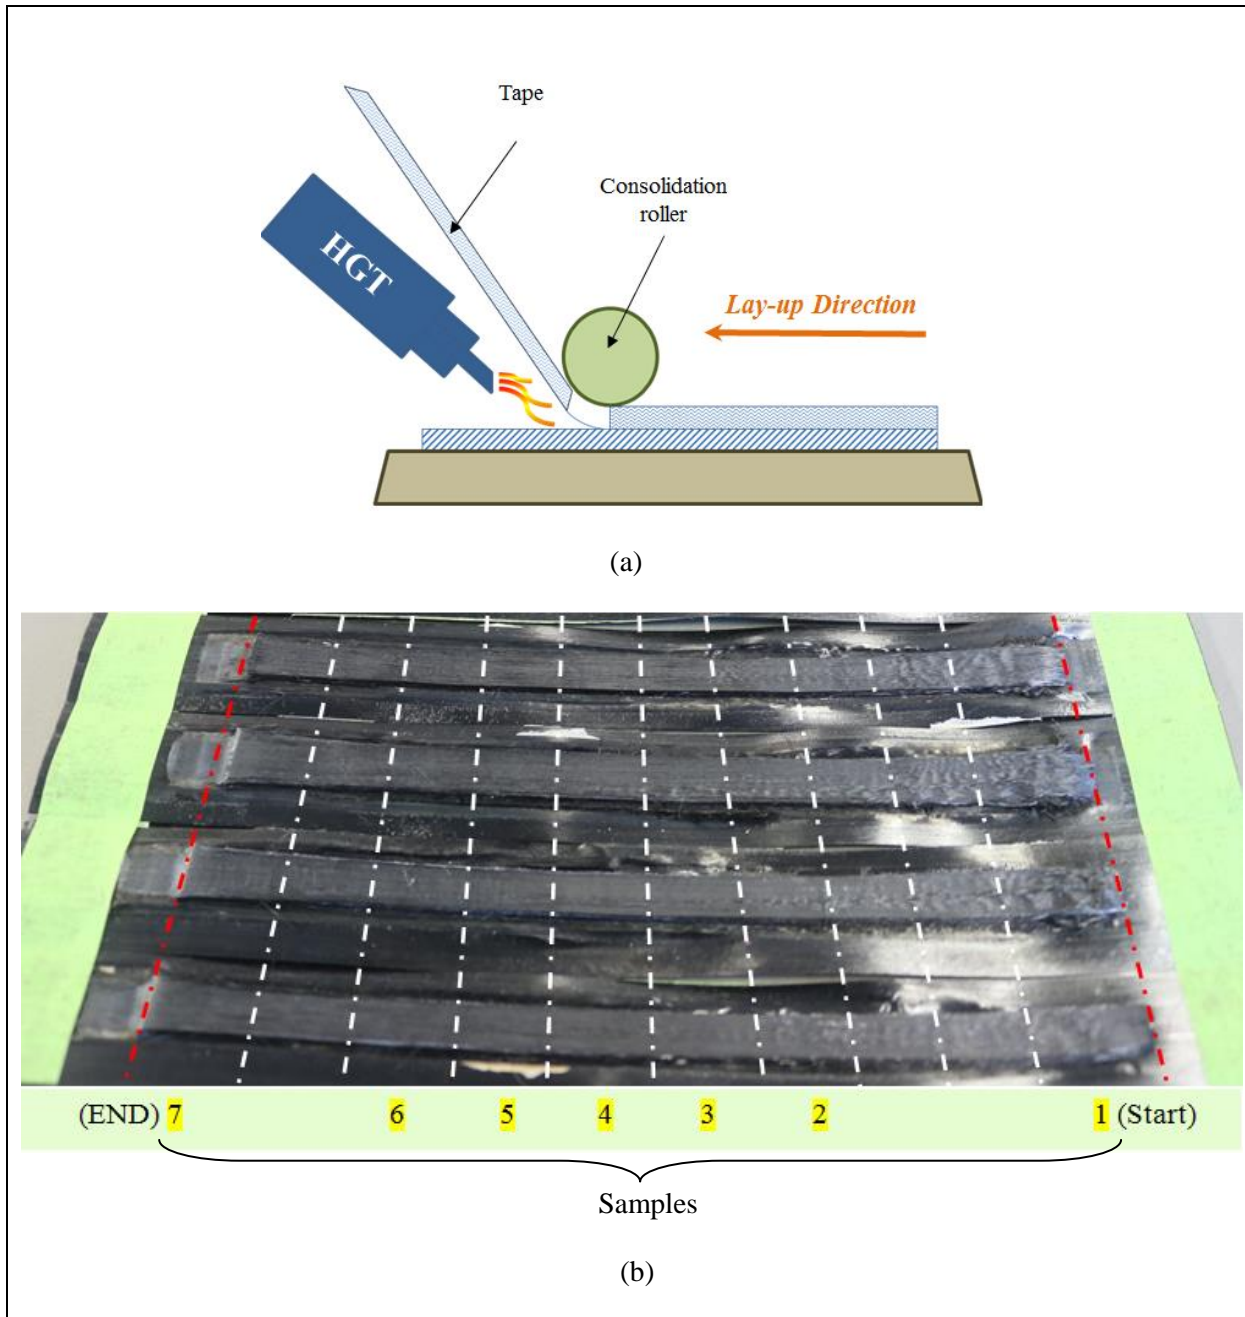 Tape
Consolidation
roller
HGT
Lay-up Direction
(a)
(END) 7 6 5 4 3 2 1 (Start)
Samples
(b)